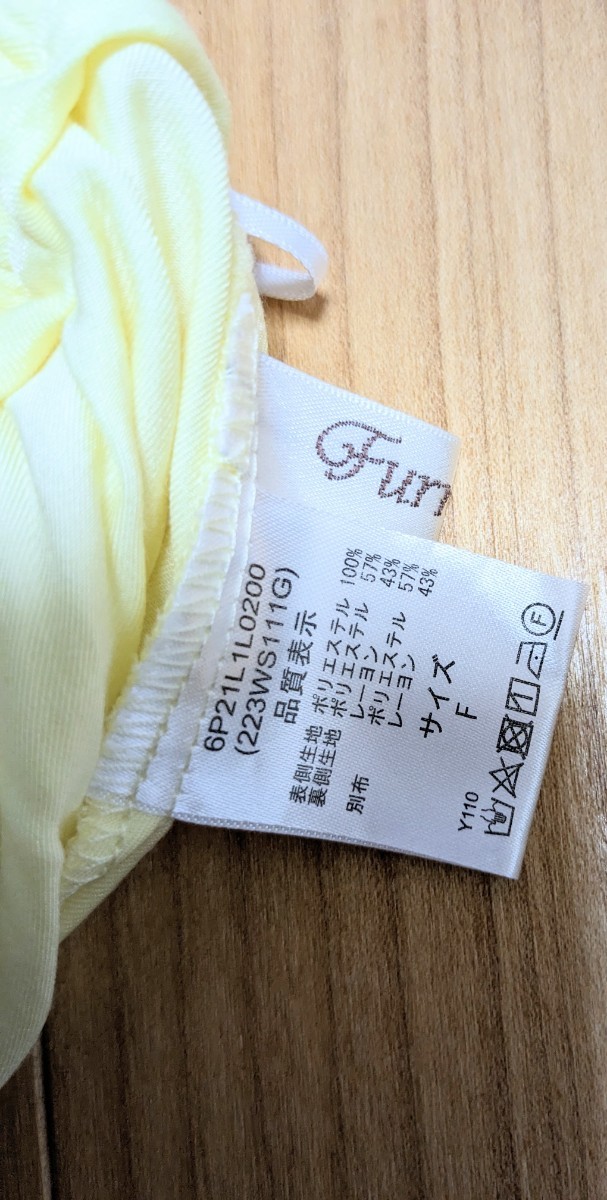 Fur
6P21L1L0200
(223WS111G)
品質表示
表側生地 ポリエステル 100%
裏側生地 ポリエステル 57%
レーヨン 43%
別布 ポリエステル 57%
レーヨン 43%
サイズ
F
Y110
F